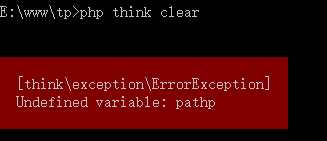 E:\www\tp>php think clear
[think\exception\ErrorException]
Undefined variable: pathp